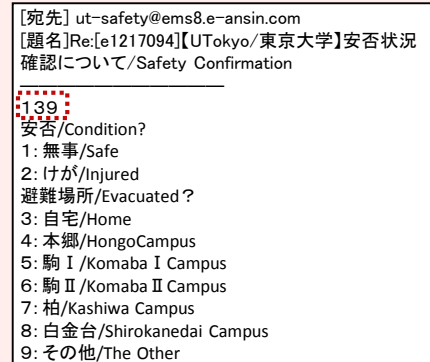 [宛先] ut-safety@ems8.e-ansin.com
[題名]Re:[e1217094]【UTokyo/東京大学】安否状況
確認について/Safety Confirmation
139
安否/Condition?
1: 無事/Safe
2: けが/Injured
避難場所/Evacuated？
3: 自宅/Home
4: 本郷/HongoCampus
5: 駒Ⅰ/KomabaⅠCampus
6: 駒Ⅱ/KomabaⅡCampus
7: 柏/Kashiwa Campus
8: 白金台/Shirokanedai Campus
9: その他/The Other